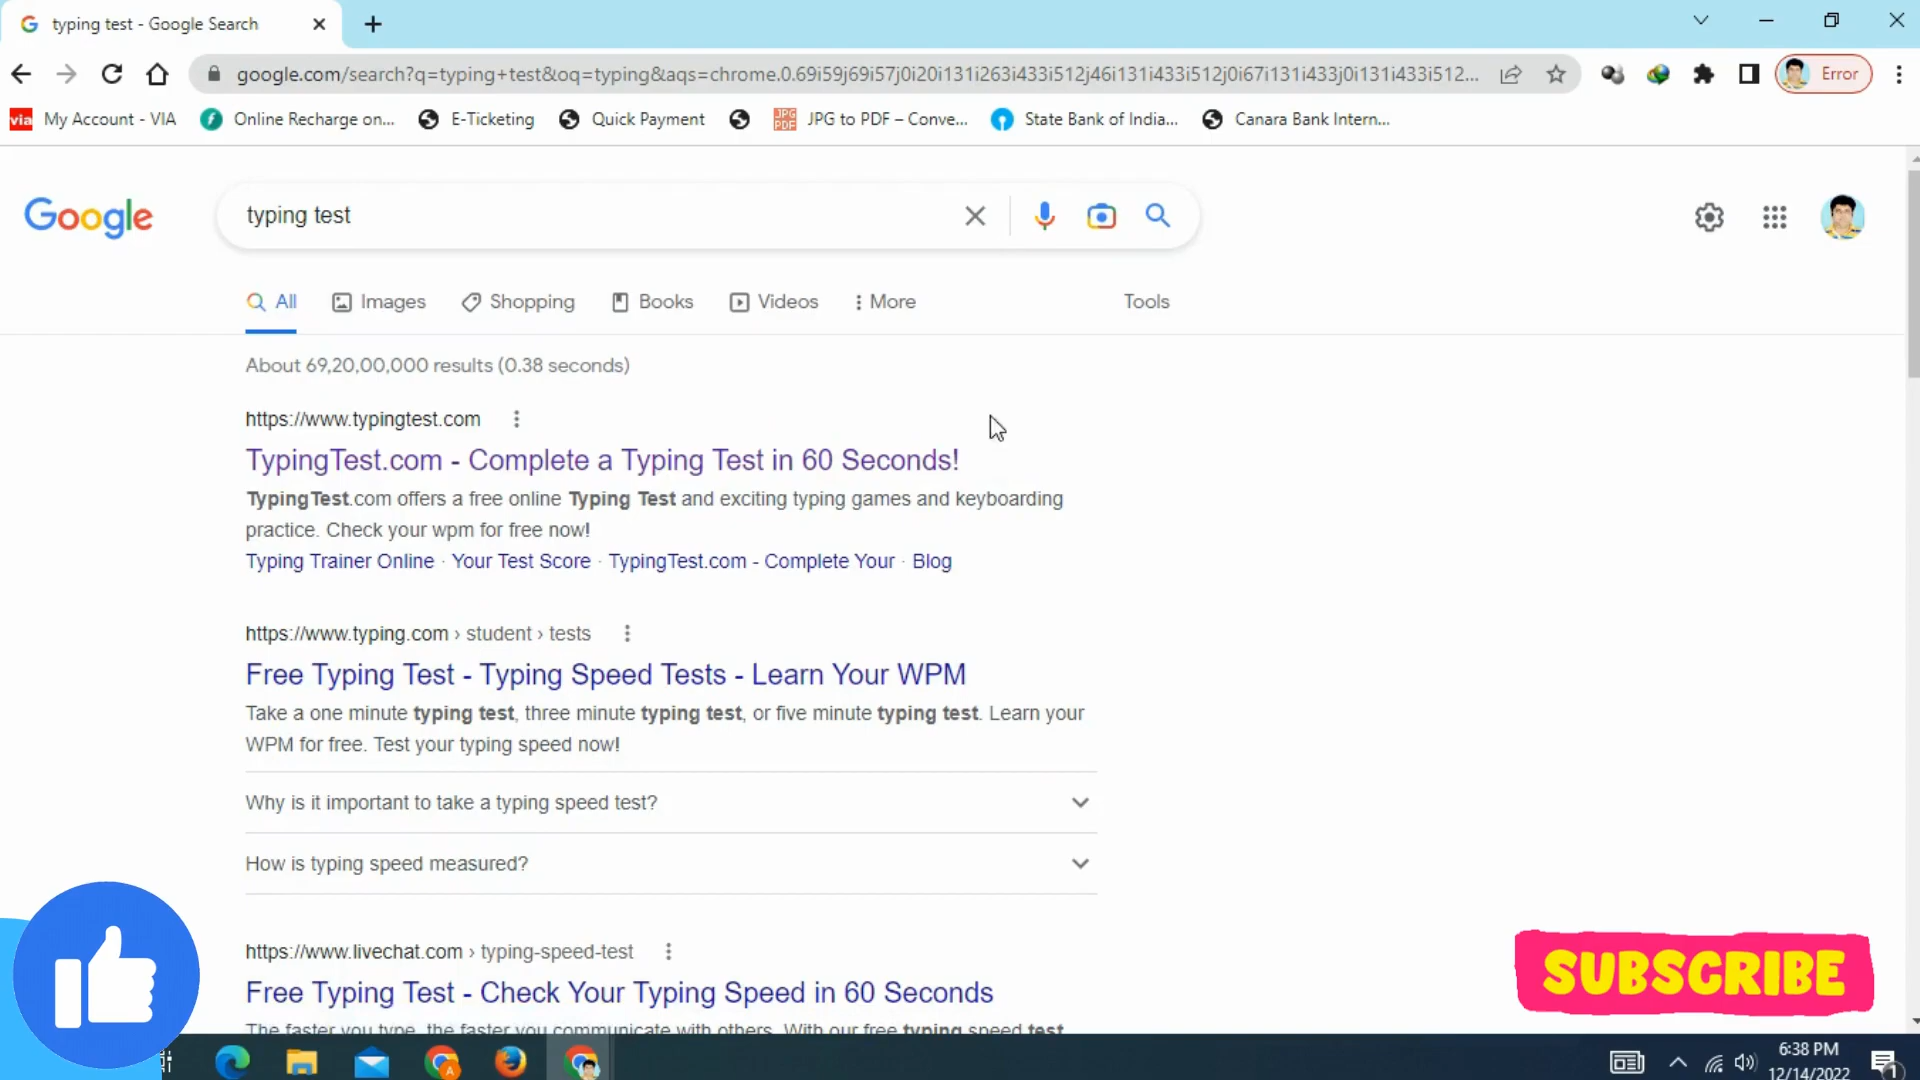 typing test - Google Search
google.com/search?q=typing+test&oq=typing&aqs=chrome.0.69i59j69i57j0i20i131i263i433i512j46i131i433i512j0i67i131i433j0i131i433i512...
Error
via My Account - VIA
Online Recharge on...
E-Ticketing
Quick Payment
JPG PDF JPG to PDF – Conve...
State Bank of India...
Canara Bank Intern...
Google
typing test
All Images Shopping Books Videos More Tools
About 69,20,00,000 results (0.38 seconds)
https://www.typingtest.com
TypingTest.com - Complete a Typing Test in 60 Seconds!
TypingTest.com offers a free online Typing Test and exciting typing games and keyboarding
practice. Check your wpm for free now!
Typing Trainer Online · Your Test Score · TypingTest.com - Complete Your · Blog
https://www.typing.com › student › tests
Free Typing Test - Typing Speed Tests - Learn Your WPM
Take a one minute typing test, three minute typing test, or five minute typing test. Learn your
WPM for free. Test your typing speed now!
Why is it important to take a typing speed test?
How is typing speed measured?
https://www.livechat.com › typing-speed-test
Free Typing Test - Check Your Typing Speed in 60 Seconds
The faster you type, the faster you communicate with others. With our free typing speed test
SUBSCRIBE
6:38 PM
12/14/2022
1